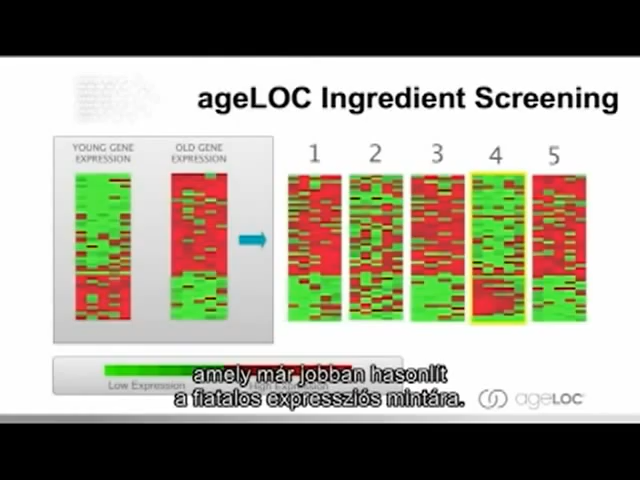 ageLOC Ingredient Screening
YOUNG GENE EXPRESSION
OLD GENE EXPRESSION
1 2 3 4 5
Low Expression High Expression
amely már jobban hasonlít
a fiatalos expressziós mintára.
ageLOC